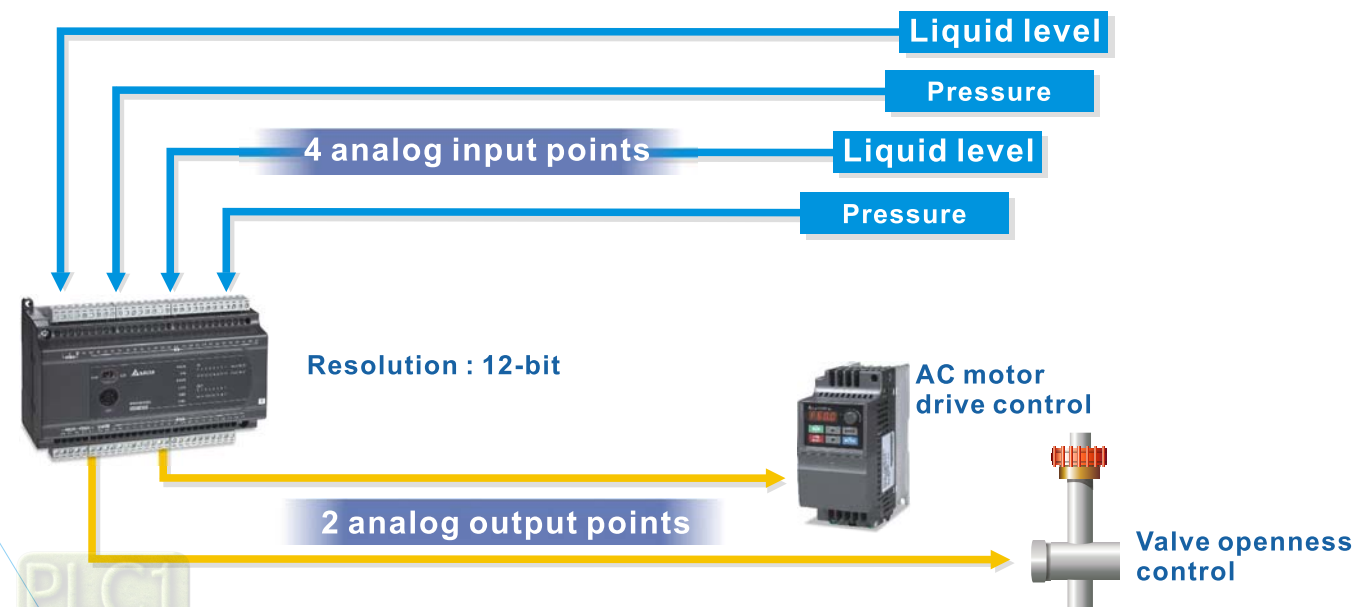 Liquid level
Pressure
4 analog input points
Liquid level
Pressure
Resolution : 12-bit
AC motor
drive control
2 analog output points
Valve openness
control
PLC1